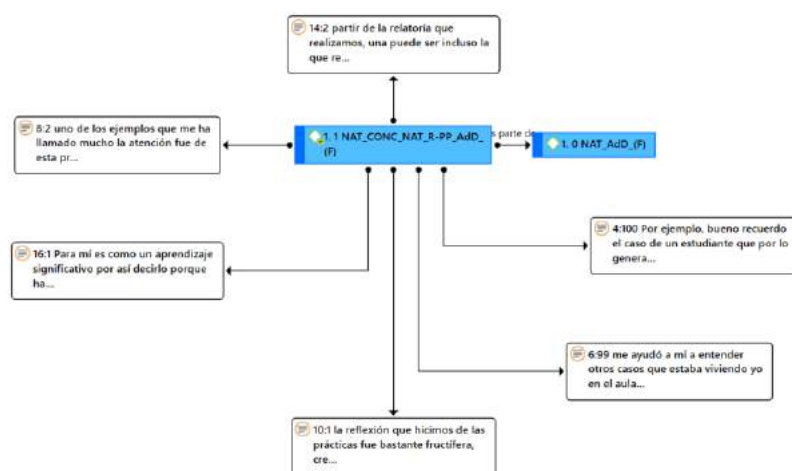 14:2 partir de la relatoría que
realizamos, una puede ser incluso la
que re...
8:2 uno de los ejemplos que me ha
llamado mucho la atención fue de
esta pr...
1. 1 NAT_CONC_NAT_R-PP_AdD_
(F)
s parte de
1. 0 NAT_AdD_(F)
16:1 Para mí es como un aprendizaje
significativo por así decirlo porque
ha...
4:100 Por ejemplo, bueno recuerdo
el caso de un estudiante que por lo
genera...
6:99 me ayudó a mí a entender
otros casos que estaba viviendo yo
en el aula...
10:1 la reflexión que hicimos de las
prácticas fue bastante fructífera,
cre...